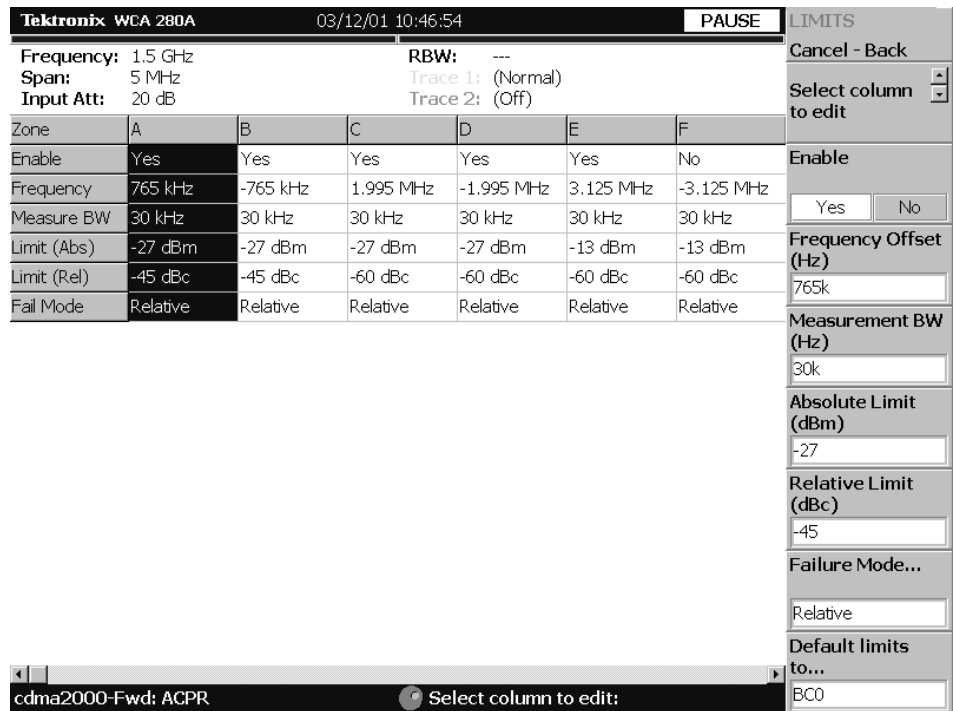 Tektronix WCA 280A 03/12/01 10:46:54 PAUSE
Frequency: 1.5 GHz RBW: ---
Span: 5 MHz Trace 1: (Normal)
Input Att: 20 dB Trace 2: (Off)
Zone A B C D E F
Enable Yes Yes Yes Yes Yes No
Frequency 765 kHz -765 kHz 1.995 MHz -1.995 MHz 3.125 MHz -3.125 MHz
Measure BW 30 kHz 30 kHz 30 kHz 30 kHz 30 kHz 30 kHz
Limit (Abs) -27 dBm -27 dBm -27 dBm -27 dBm -13 dBm -13 dBm
Limit (Rel) -45 dBc -45 dBc -60 dBc -60 dBc -60 dBc -60 dBc
Fail Mode Relative Relative Relative Relative Relative Relative
cdma2000-Fwd: ACPR Select column to edit:
LIMITS
Cancel - Back
Select column
to edit
Enable
Yes No
Frequency Offset
(Hz)
765k
Measurement BW
(Hz)
30k
Absolute Limit
(dBm)
-27
Relative Limit
(dBc)
-45
Failure Mode...
Relative
Default limits
to...
BC0